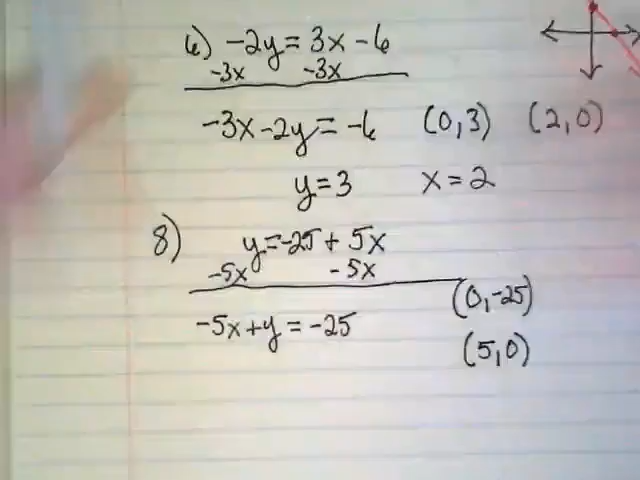 6) -2y = 3x - 6
-3x -3x
-3x - 2y = -6 (0,3) (2,0)
y = 3 x = 2
8) y = -25 + 5x
-5x - 5x
(0,-25)
-5x + y = -25
(5,0)